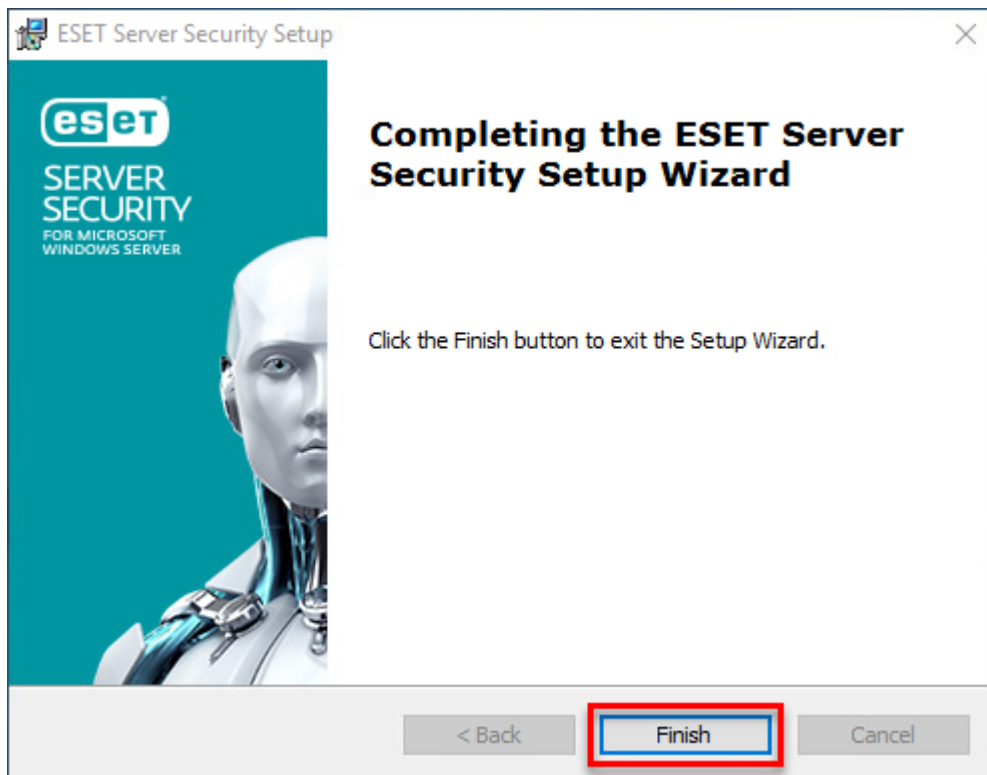 ESET Server Security Setup
eset
SERVER
SECURITY
FOR MICROSOFT
WINDOWS SERVER
Completing the ESET Server
Security Setup Wizard
Click the Finish button to exit the Setup Wizard.
< Back
Finish
Cancel